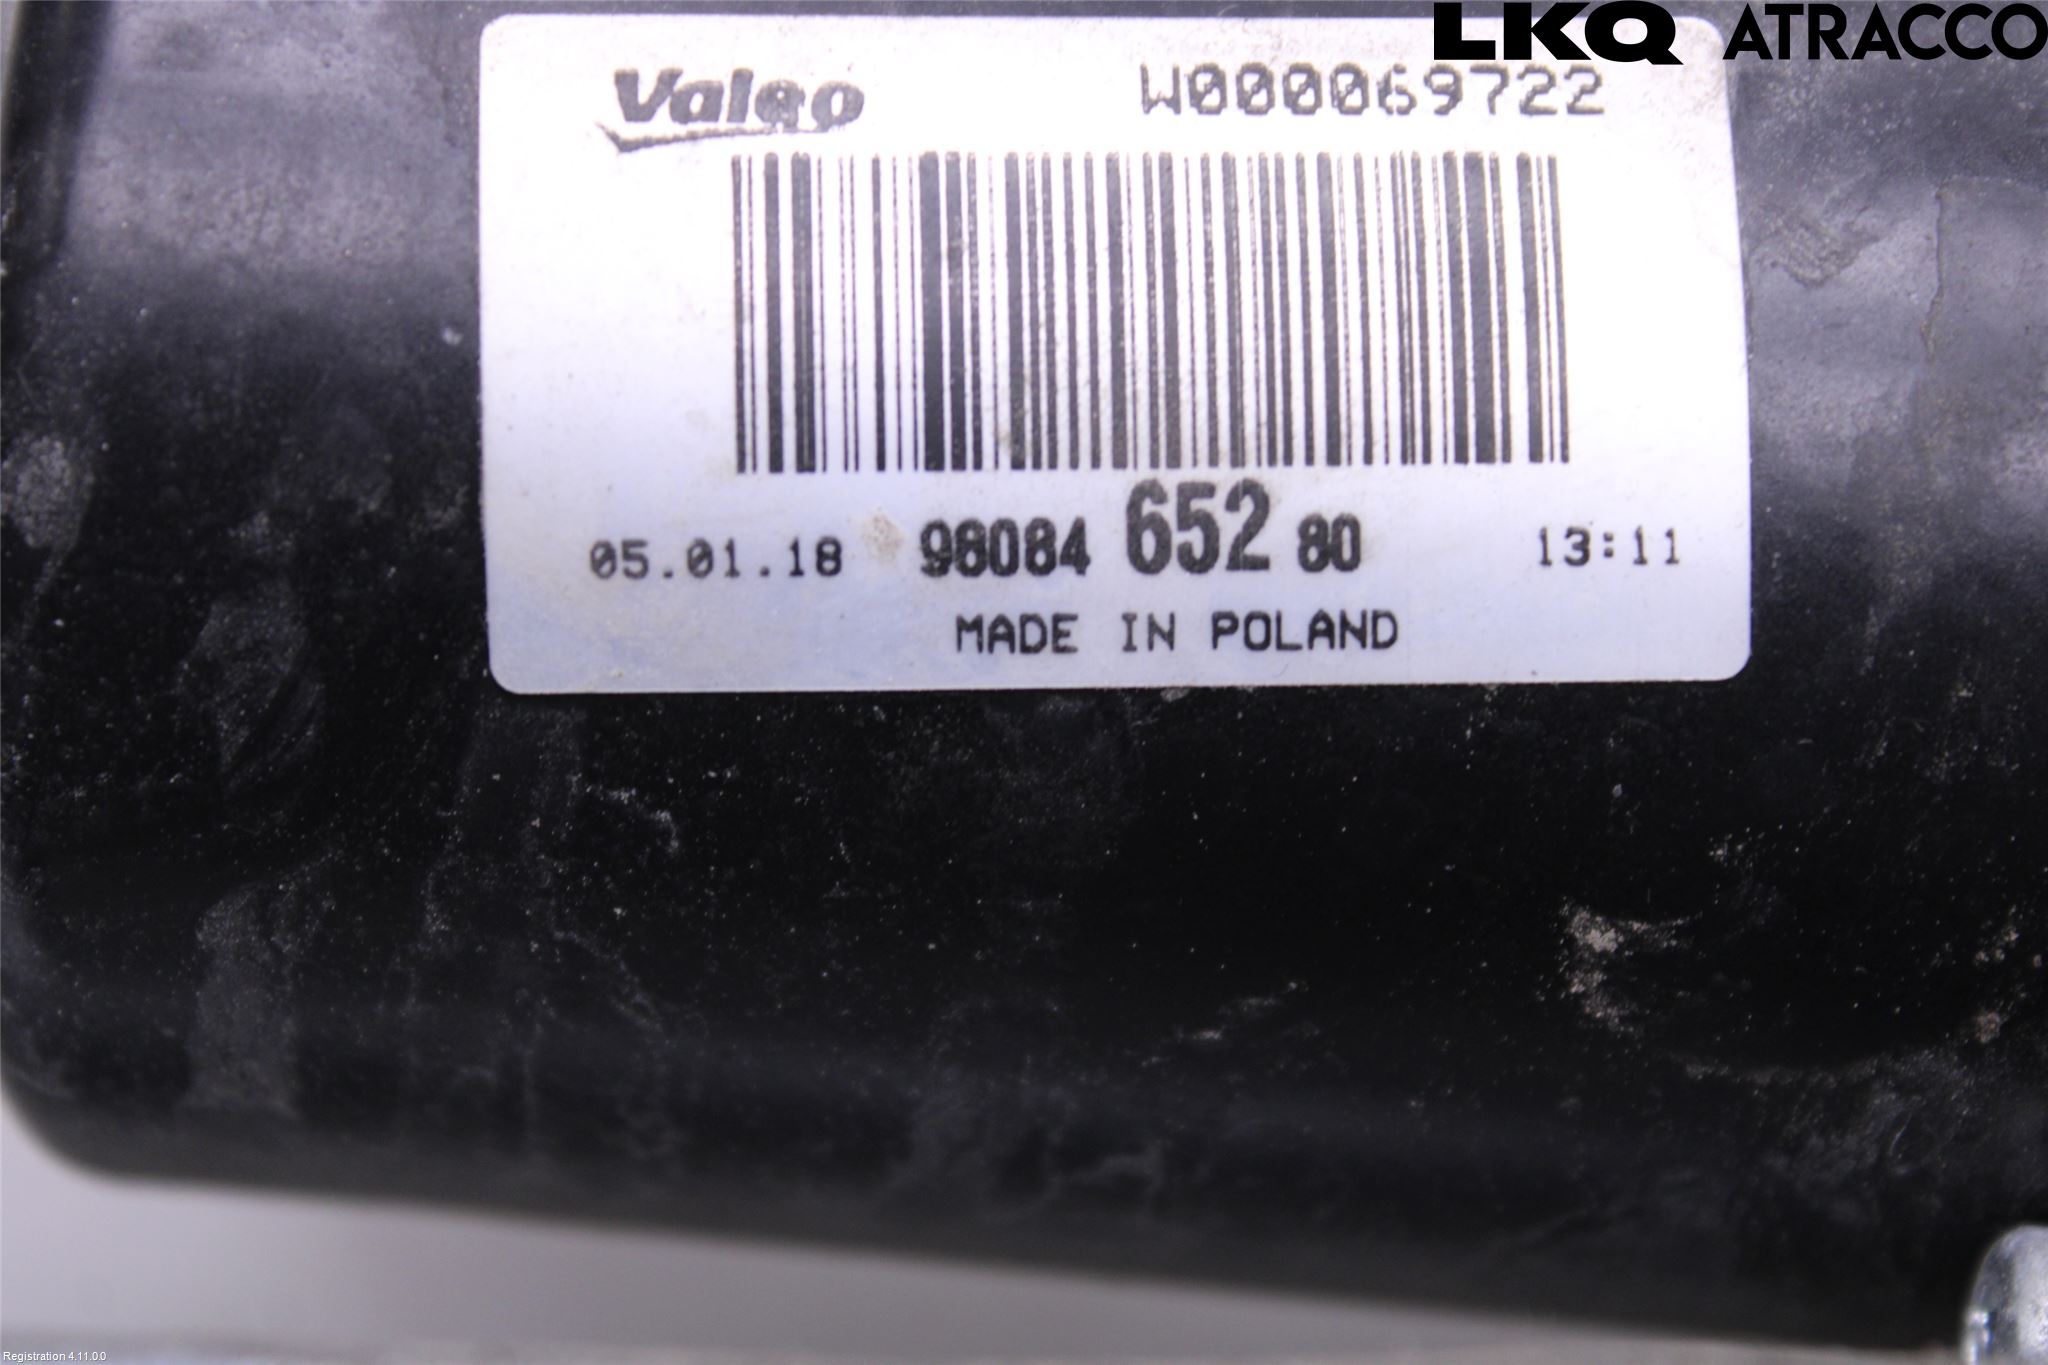 LKQ ATRACCO
Valeo W000069722
05.01.18 98084 652 80 13:11
MADE IN POLAND
Registration 4.11.0.0